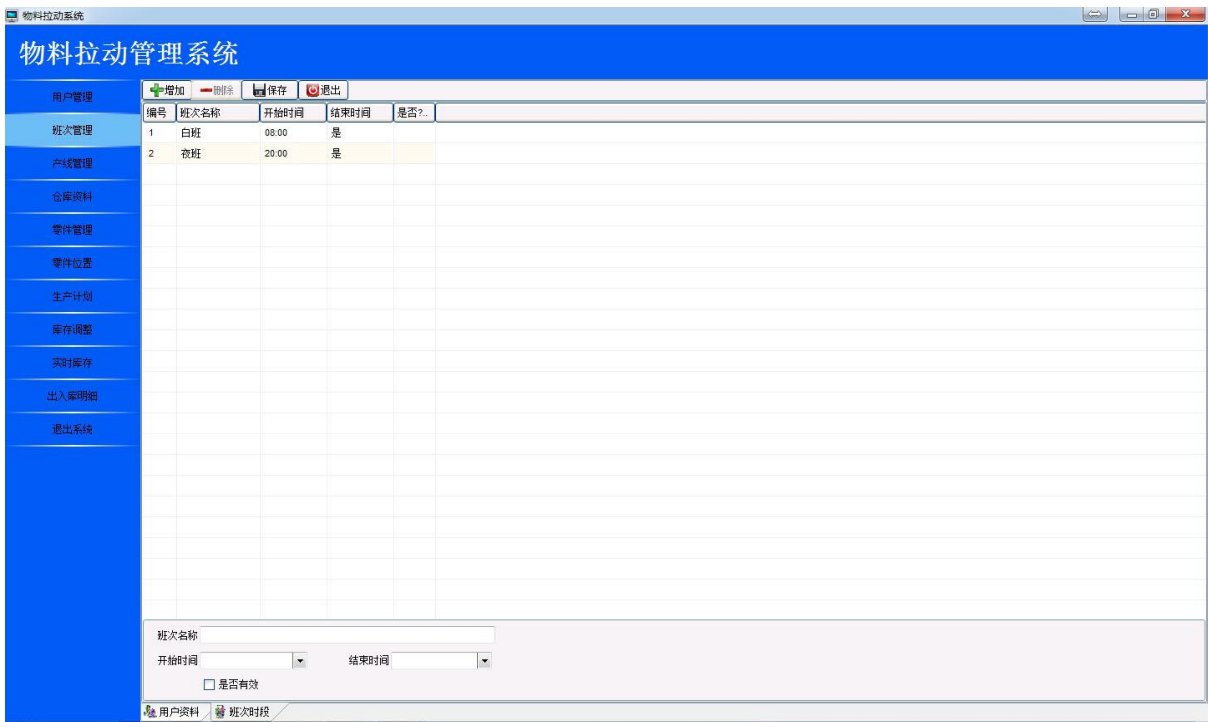 物料拉动系统
物料拉动管理系统
用户管理
班次管理
产线管理
仓库资料
零件管理
零件位置
生产计划
库存调整
实时库存
出入库明细
退出系统
增加 删除 保存 退出
编号 班次名称 开始时间 结束时间 是否?..
1 白班 08:00 是
2 夜班 20:00 是
班次名称
开始时间 结束时间
是否有效
用户资料 班次时段